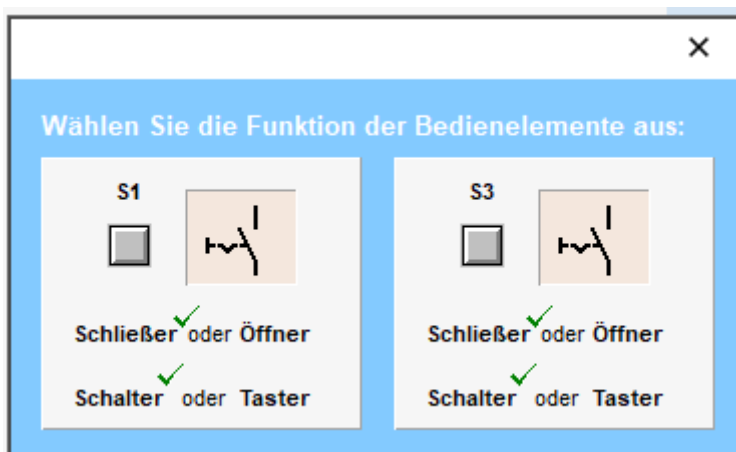 Wählen Sie die Funktion der Bedienelemente aus:
S1
Schließer oder Öffner
Schalter oder Taster
S3
Schließer oder Öffner
Schalter oder Taster